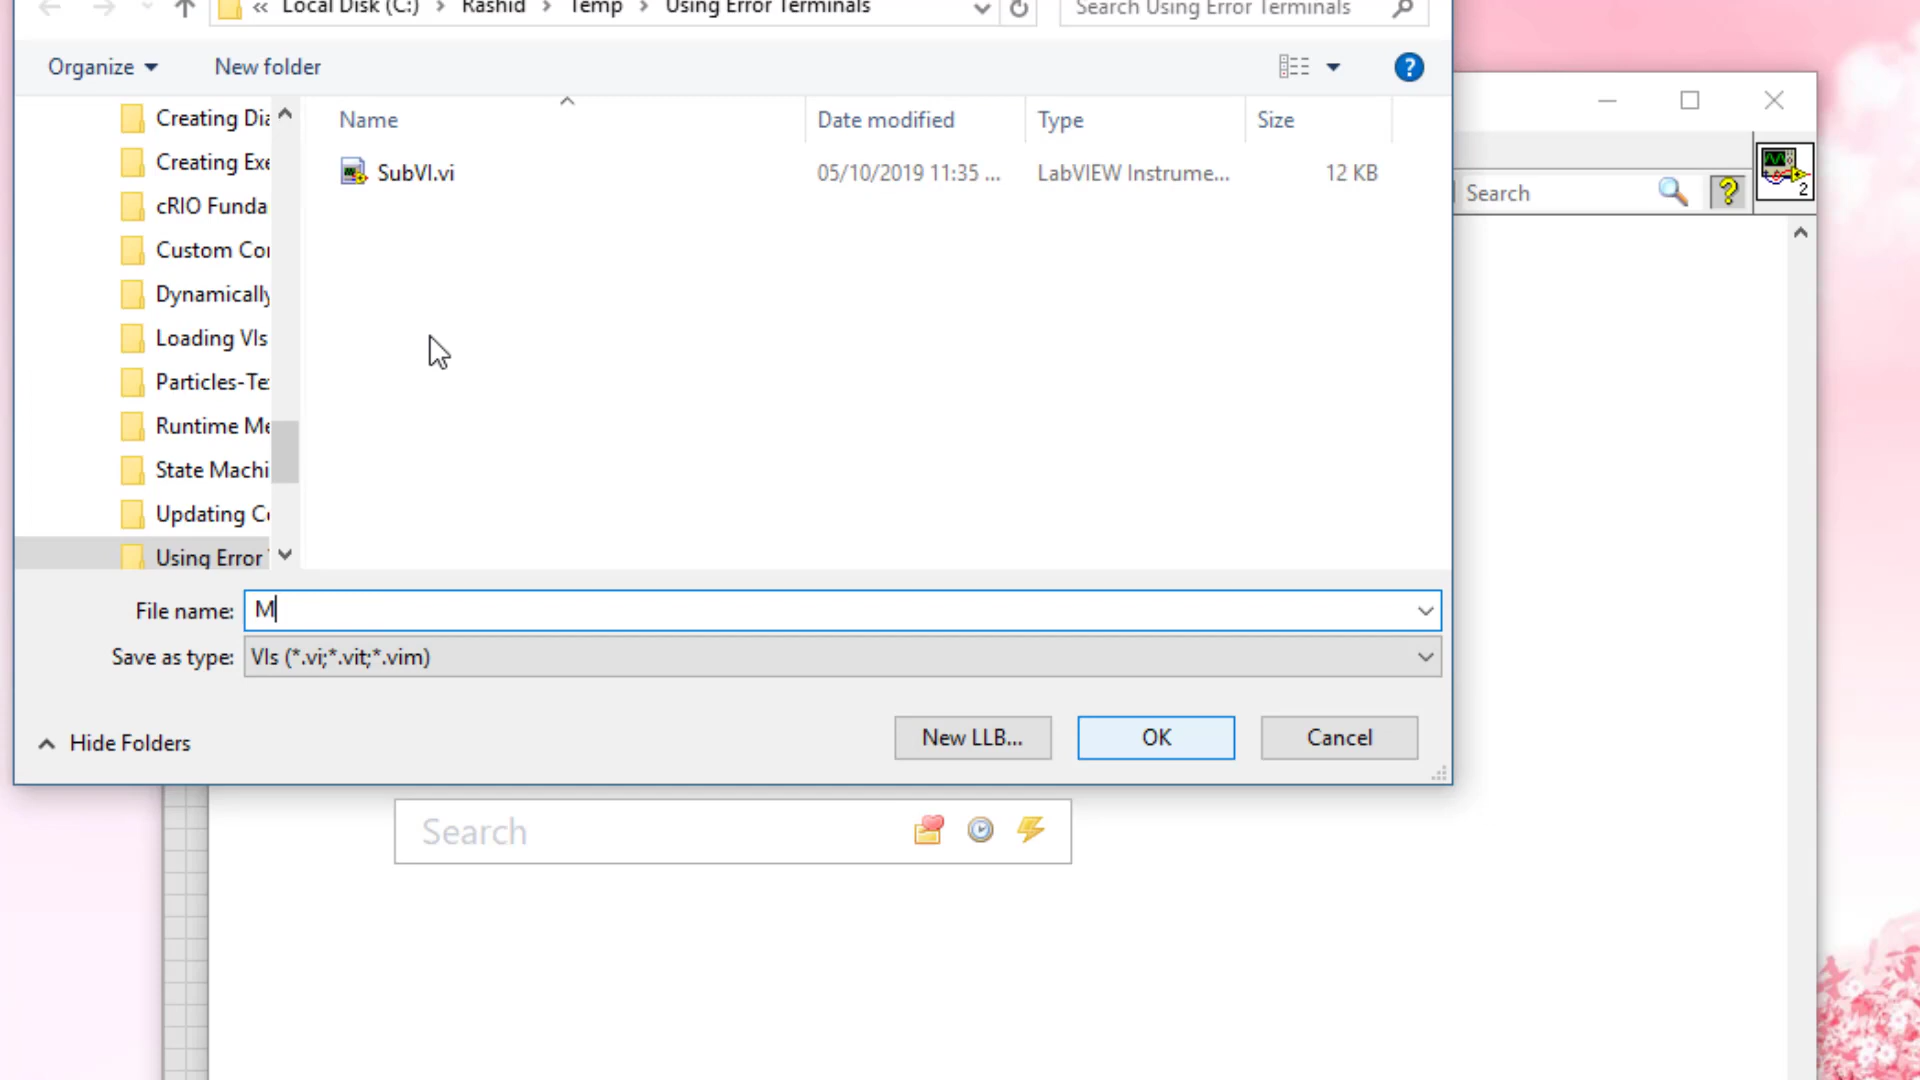 « Local Disk (C:) > Rashid > Temp > Using Error Terminals
Search Using Error Terminals
Organize
New folder
?
Name
Date modified
Type
Size
SubVI.vi
05/10/2019 11:35 ...
LabVIEW Instrume...
12 KB
Creating Dia
Creating Exe
cRIO Funda
Custom Cor
Dynamically
Loading VIs
Particles-Te
Runtime Me
State Machi
Updating C
Using Error
File name: M
Save as type: VIs (*.vi;*.vit;*.vim)
Hide Folders
New LLB...
OK
Cancel
Search
?
2
Search